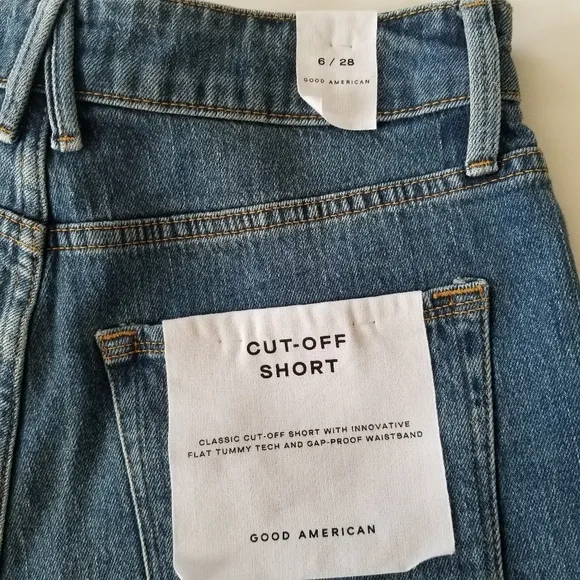 6 / 28
GOOD AMERICAN
CUT-OFF
SHORT
CLASSIC CUT-OFF SHORT WITH INNOVATIVE
FLAT TUMMY TECH AND GAP-PROOF WAISTBAND
GOOD AMERICAN